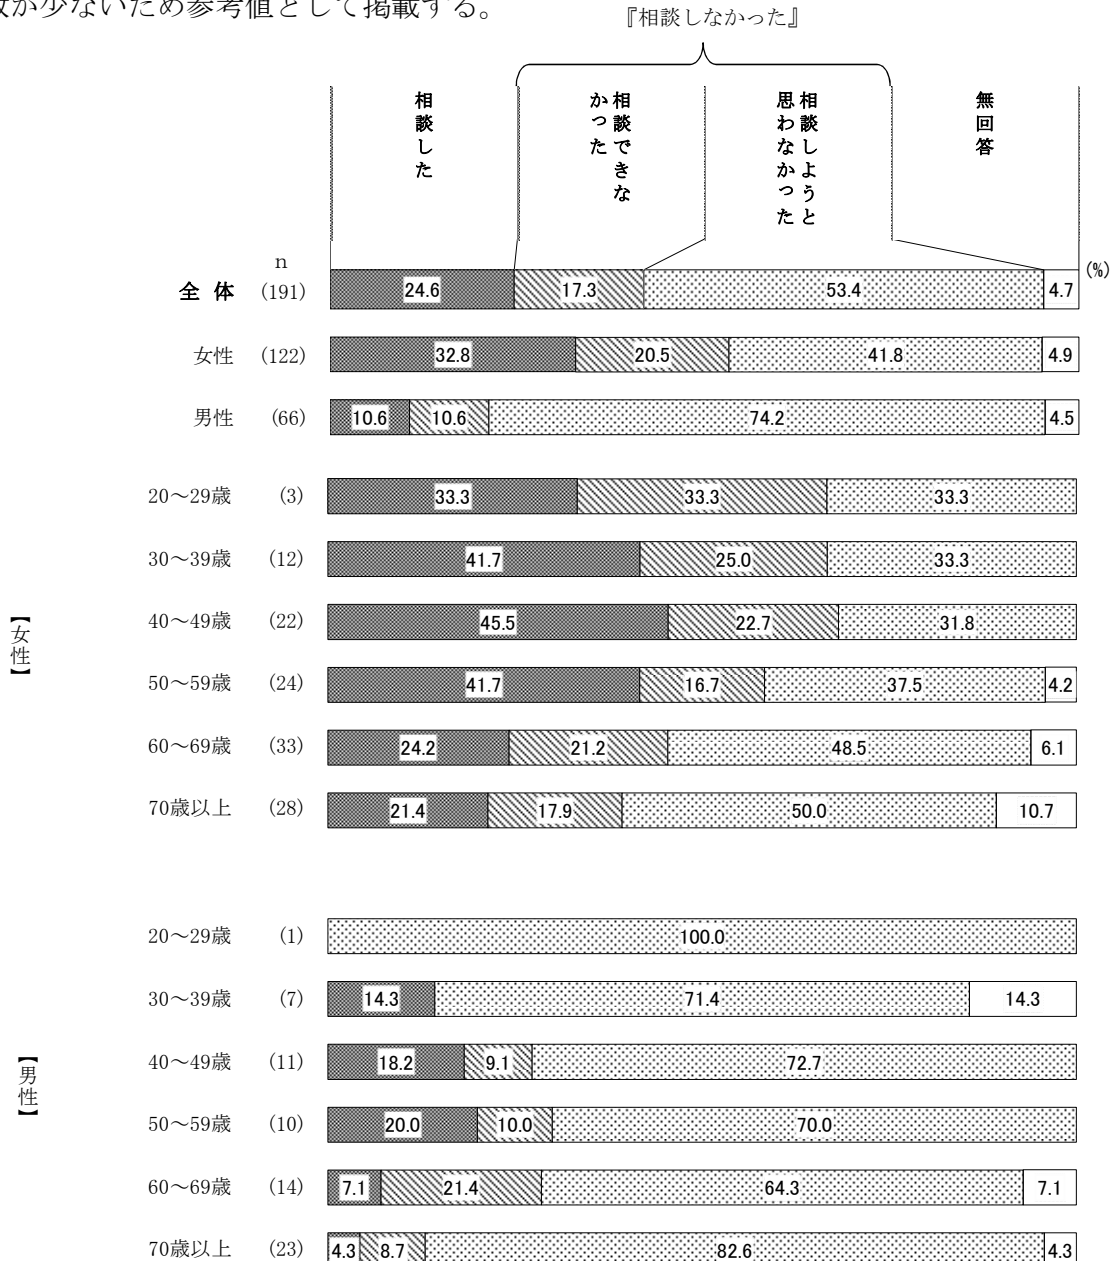 数が少ないため参考値として掲載する。
『相談しなかった』
相談した
相談できな
かった
相談しようと
思わなかった
無回答
n
(%)
全 体 (191) 24.6 17.3 53.4 4.7
女性 (122) 32.8 20.5 41.8 4.9
男性 (66) 10.6 10.6 74.2 4.5
【女性】
20～29歳 (3) 33.3 33.3 33.3
30～39歳 (12) 41.7 25.0 33.3
40～49歳 (22) 45.5 22.7 31.8
50～59歳 (24) 41.7 16.7 37.5 4.2
60～69歳 (33) 24.2 21.2 48.5 6.1
70歳以上 (28) 21.4 17.9 50.0 10.7
【男性】
20～29歳 (1) 100.0
30～39歳 (7) 14.3 71.4 14.3
40～49歳 (11) 18.2 9.1 72.7
50～59歳 (10) 20.0 10.0 70.0
60～69歳 (14) 7.1 21.4 64.3 7.1
70歳以上 (23) 4.3 8.7 82.6 4.3